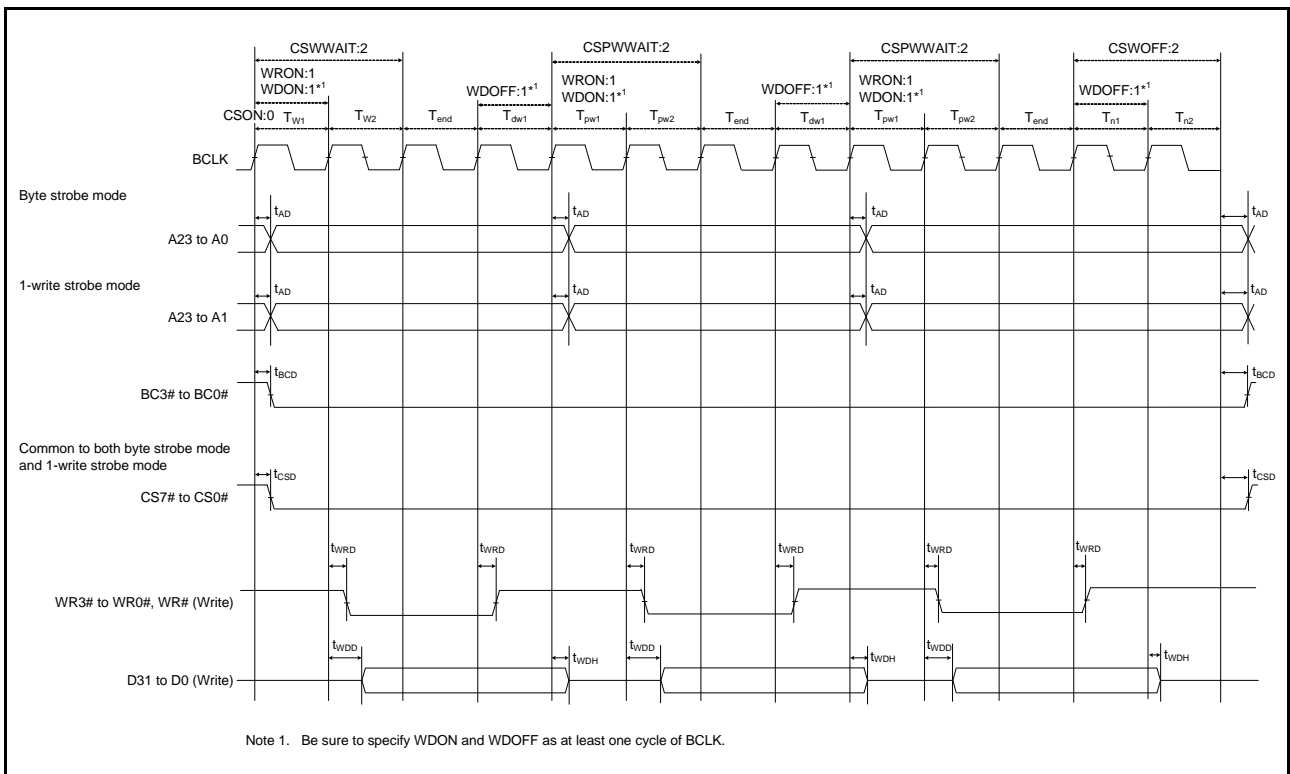 CSWWAIT:2 CSPWWAIT:2 CSPWWAIT:2 CSWOFF:2
WRON:1 WRON:1 WRON:1
WDON:1*1 WDOFF:1*1 WDON:1*1 WDOFF:1*1 WDON:1*1 WDOFF:1*1
CSON:0 TW1 TW2 Tend Tdw1 Tpw1 Tpw2 Tend Tdw1 Tpw1 Tpw2 Tend Tn1 Tn2
BCLK
Byte strobe mode
tAD tAD tAD tAD
A23 to A0
1-write strobe mode
tAD tAD tAD tAD
A23 to A1
tBCD tBCD
BC3# to BC0#
Common to both byte strobe mode
and 1-write strobe mode
tCSD tCSD
CS7# to CS0#
tWRD tWRD tWRD tWRD tWRD tWRD
WR3# to WR0#, WR# (Write)
tWDD tWDH tWDD tWDH tWDD tWDH
D31 to D0 (Write)
Note 1. Be sure to specify WDON and WDOFF as at least one cycle of BCLK.